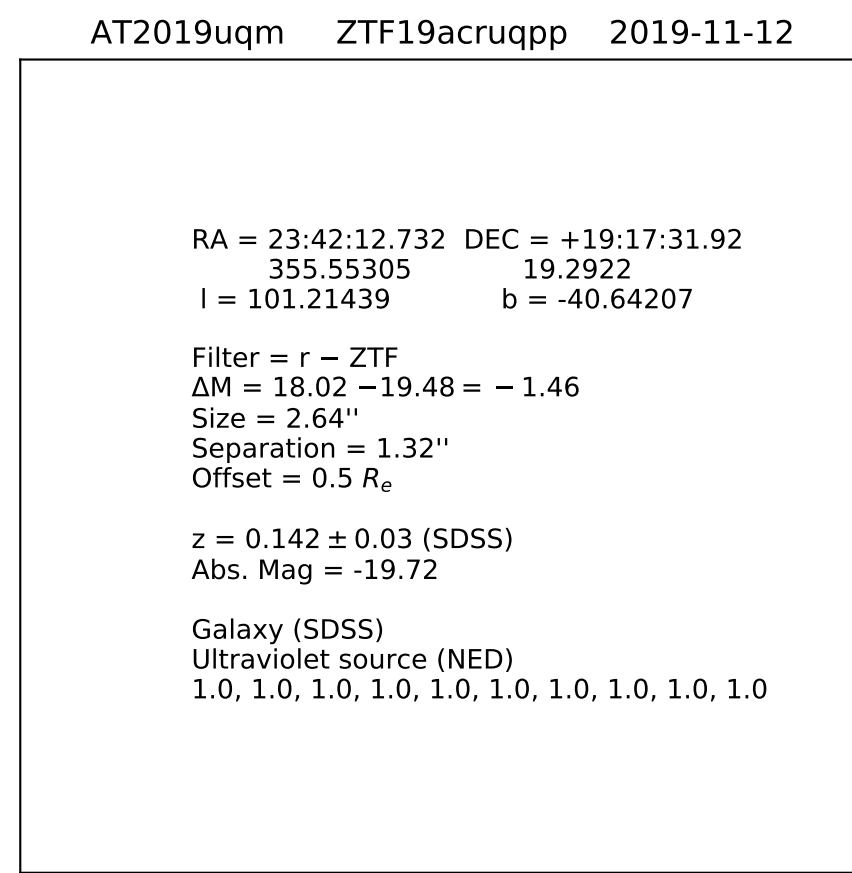 AT2019uqm ZTF19acruqpp 2019-11-12
RA = 23:42:12.732 DEC = +19:17:31.92
355.55305 19.2922
l = 101.21439 b = -40.64207
Filter = r − ZTF
ΔM = 18.02 −19.48 = − 1.46
Size = 2.64''
Separation = 1.32''
Offset = 0.5 Re
z = 0.142 ± 0.03 (SDSS)
Abs. Mag = -19.72
Galaxy (SDSS)
Ultraviolet source (NED)
1.0, 1.0, 1.0, 1.0, 1.0, 1.0, 1.0, 1.0, 1.0, 1.0